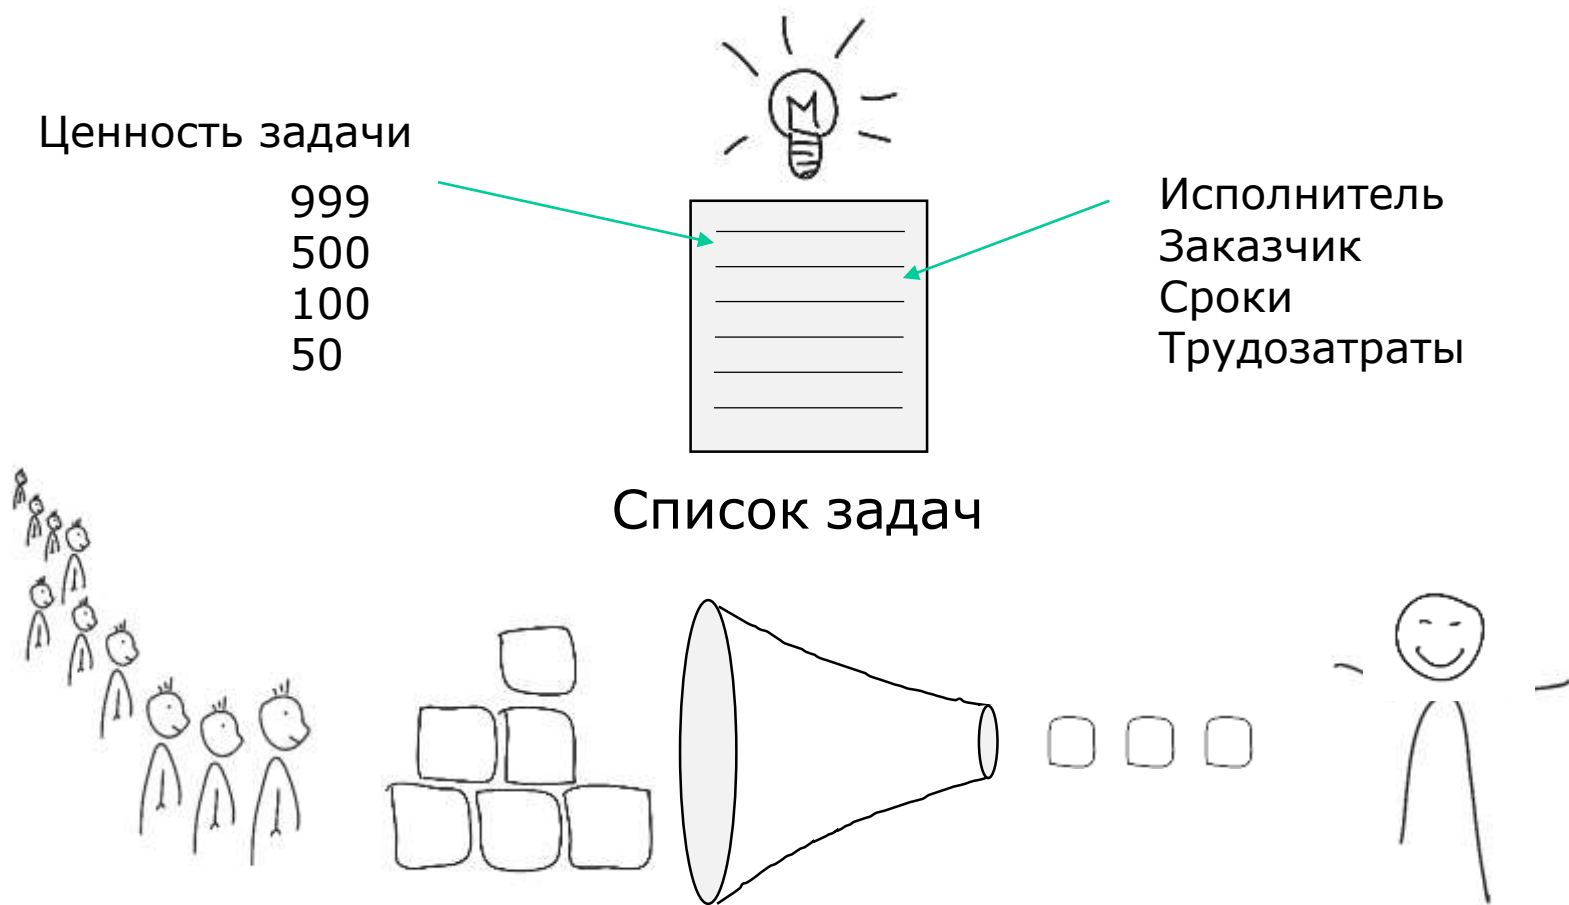 Ценность задачи
999
500
100
50
Исполнитель
Заказчик
Сроки
Трудозатраты
Список задач